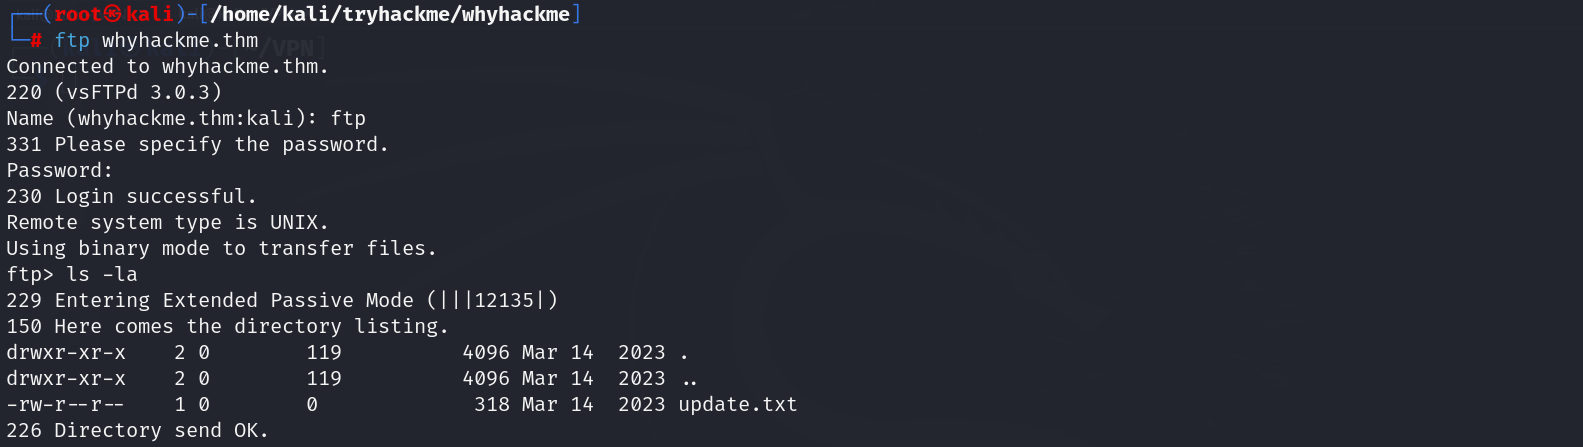 ┌──(root㉿kali)-[/home/kali/tryhackme/whyhackme]
└─# ftp whyhackme.thm
/VPN]
Connected to whyhackme.thm.
220 (vsFTPd 3.0.3)
Name (whyhackme.thm:kali): ftp
331 Please specify the password.
Password:
230 Login successful.
Remote system type is UNIX.
Using binary mode to transfer files.
ftp> ls -la
229 Entering Extended Passive Mode (|||12135|)
150 Here comes the directory listing.
drwxr-xr-x    2 0        119          4096 Mar 14  2023 .
drwxr-xr-x    2 0        119          4096 Mar 14  2023 ..
-rw-r--r--    1 0        0             318 Mar 14  2023 update.txt
226 Directory send OK.